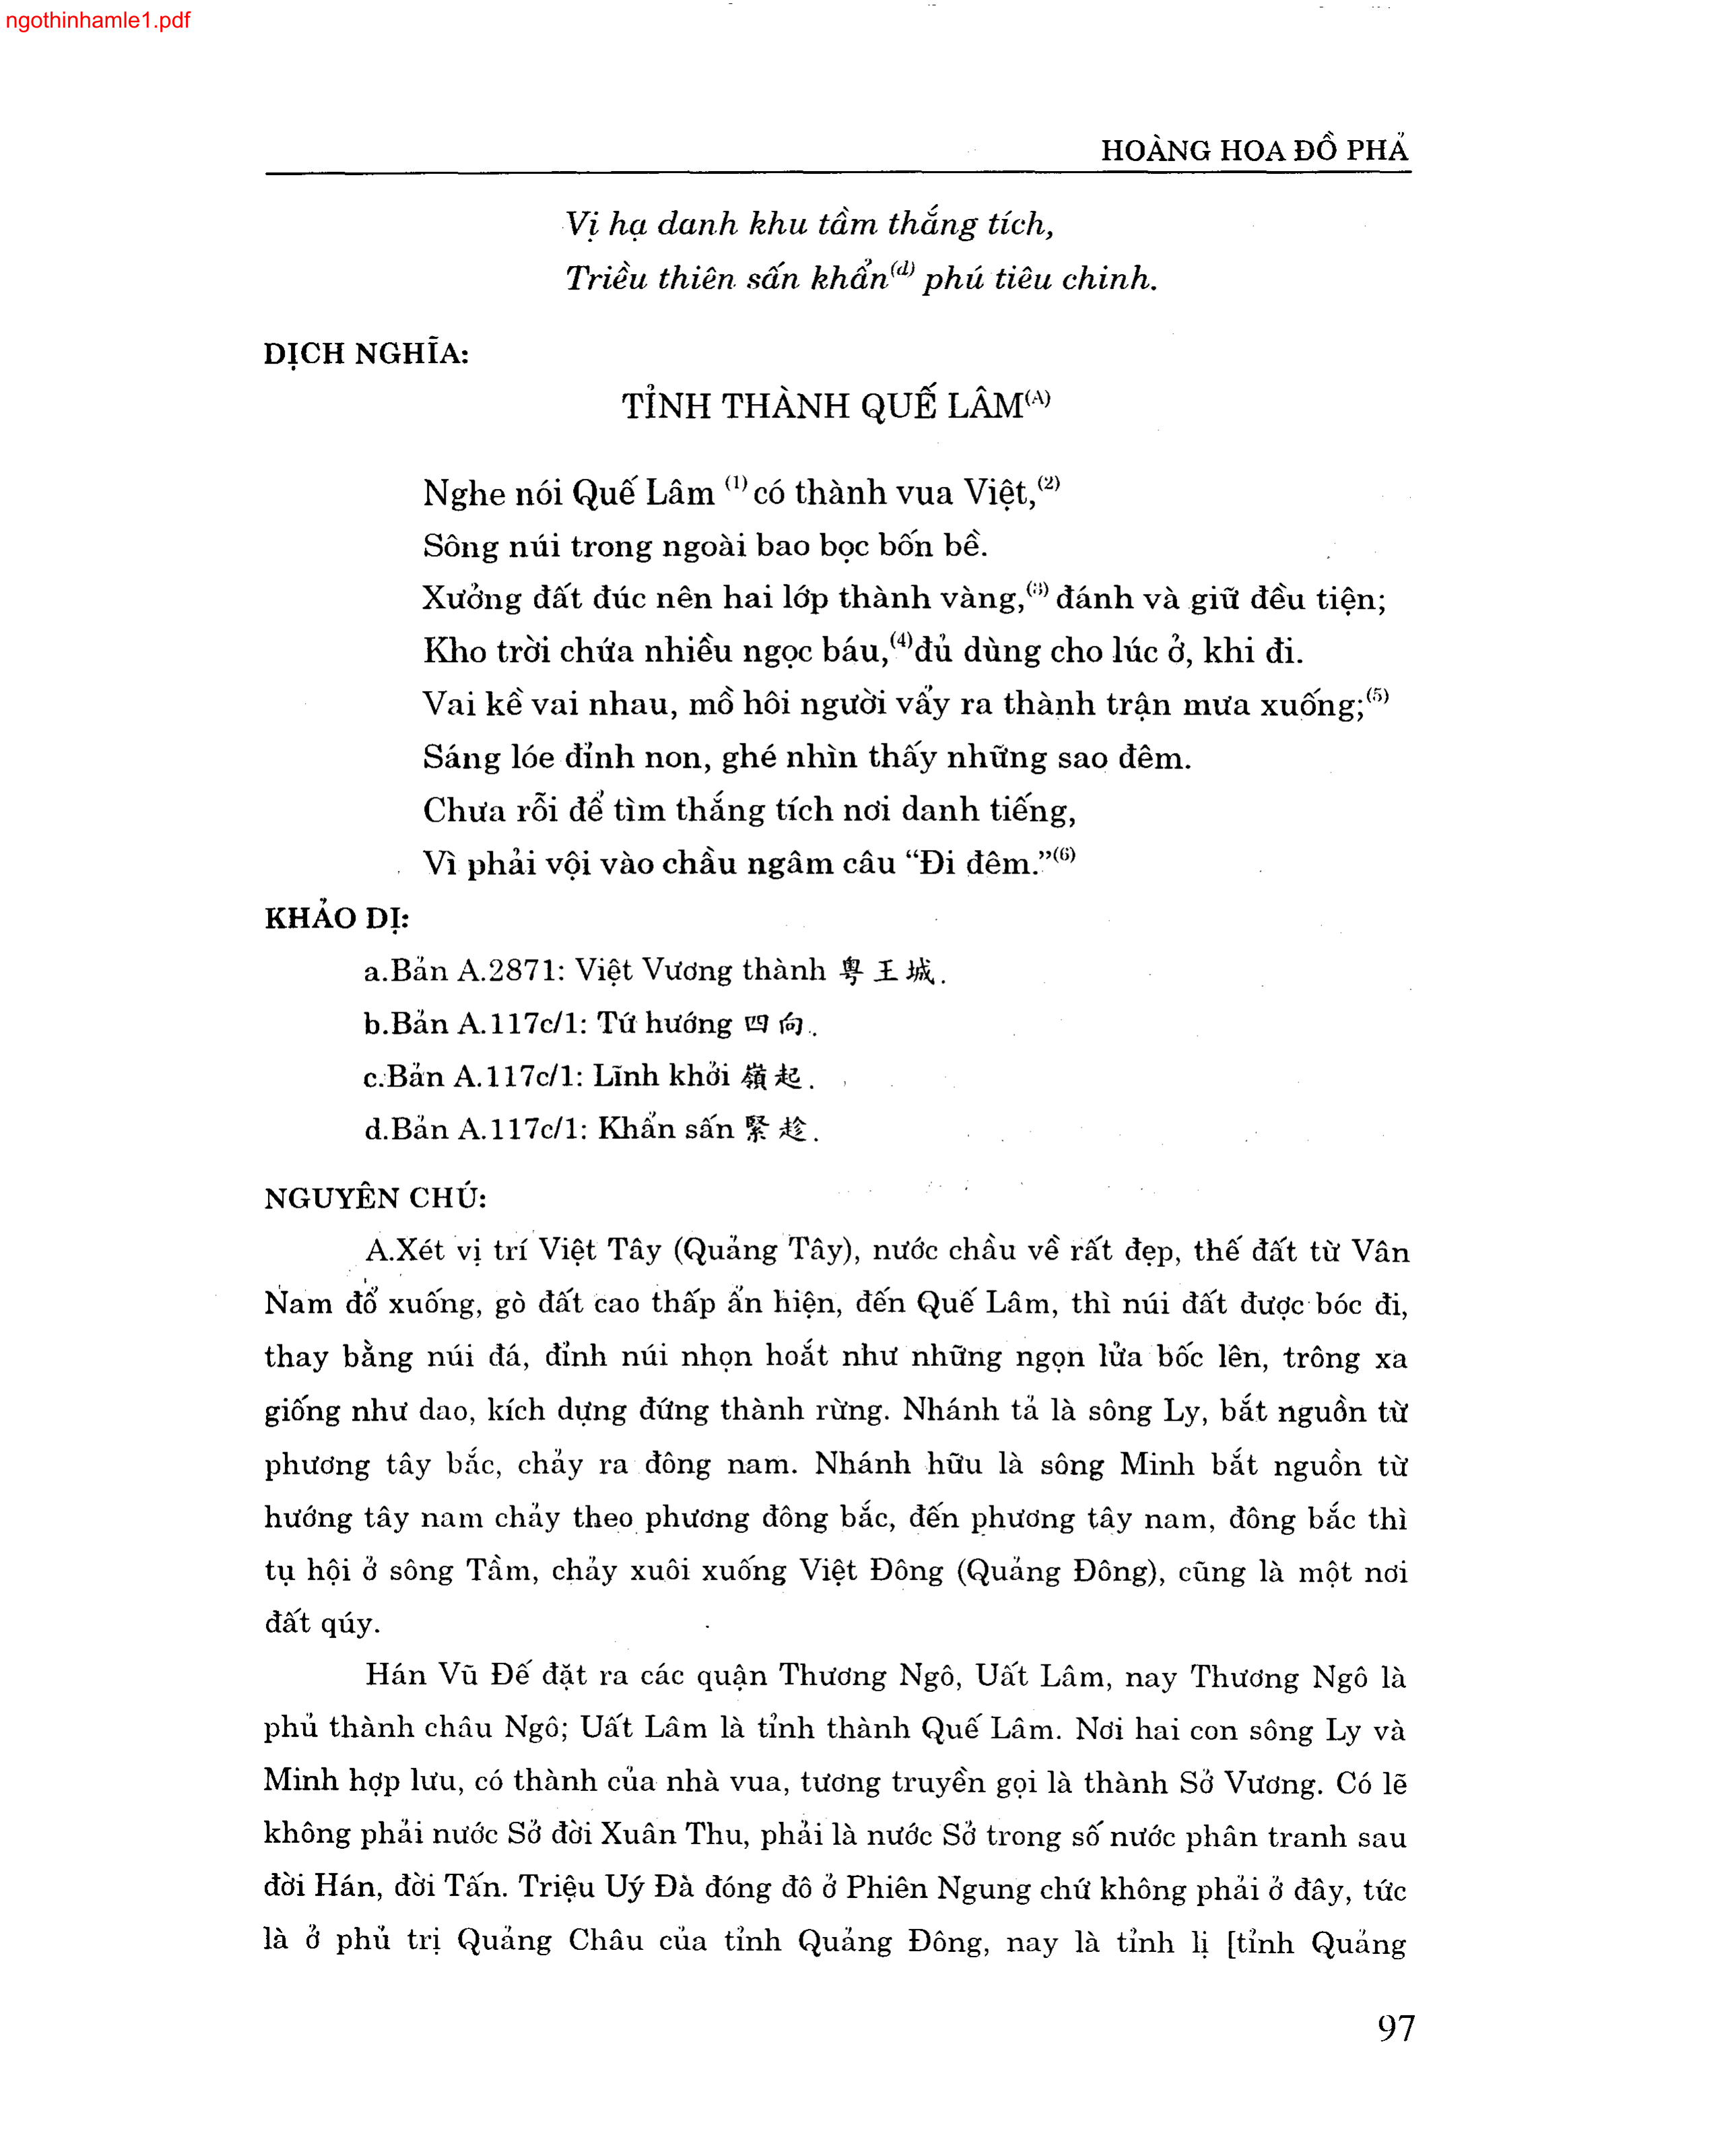 ngothinhamle1.pdf
HOÀNG HOA ĐỒ PHẢ
Vị hạ danh khu tầm thắng tích,
Triều thiên sấn khẩn(d) phú tiêu chinh.
DỊCH NGHĨA:
TỈNH THÀNH QUẾ LÂM(A)
Nghe nói Quế Lâm (1) có thành vua Việt,(2)
Sông núi trong ngoài bao bọc bốn bề.
Xưởng đất đúc nên hai lớp thành vàng,(3) đánh và giữ đều tiện;
Kho trời chứa nhiều ngọc báu,(4) đủ dùng cho lúc ở, khi đi.
Vai kề vai nhau, mồ hôi người vẩy ra thành trận mưa xuống;(5)
Sáng lóe đỉnh non, ghé nhìn thấy những sao đêm.
Chưa rỗi để tìm thắng tích nơi danh tiếng,
Vì phải vội vào chầu ngâm câu “Đi đêm.”(6)
KHẢO DỊ:
a.Bản A.2871: Việt Vương thành 粵王城.
b.Bản A.117c/1: Tứ hướng 四向.
c.Bản A.117c/1: Lĩnh khởi 嶺起.
d.Bản A.117c/1: Khẩn sấn 緊趁.
NGUYÊN CHÚ:
A.Xét vị trí Việt Tây (Quảng Tây), nước chầu về rất đẹp, thế đất từ Vân
Nam đổ xuống, gò đất cao thấp ẩn hiện, đến Quế Lâm, thì núi đất được bóc đi,
thay bằng núi đá, đỉnh núi nhọn hoắt như những ngọn lửa bốc lên, trông xa
giống như dao, kích dựng đứng thành rừng. Nhánh tả là sông Ly, bắt nguồn từ
phương tây bắc, chảy ra đông nam. Nhánh hữu là sông Minh bắt nguồn từ
hướng tây nam chảy theo phương đông bắc, đến phương tây nam, đông bắc thì
tụ hội ở sông Tầm, chảy xuôi xuống Việt Đông (Quảng Đông), cũng là một nơi
đất qúy.
Hán Vũ Đế đặt ra các quận Thương Ngô, Uất Lâm, nay Thương Ngô là
phủ thành châu Ngô; Uất Lâm là tỉnh thành Quế Lâm. Nơi hai con sông Ly và
Minh hợp lưu, có thành của nhà vua, tương truyền gọi là thành Sở Vương. Có lẽ
không phải nước Sở đời Xuân Thu, phải là nước Sở trong số nước phân tranh sau
đời Hán, đời Tấn. Triệu Uý Đà đóng đô ở Phiên Ngung chứ không phải ở đây, tức
là ở phủ trị Quảng Châu của tỉnh Quảng Đông, nay là tỉnh lị [tỉnh Quảng
97